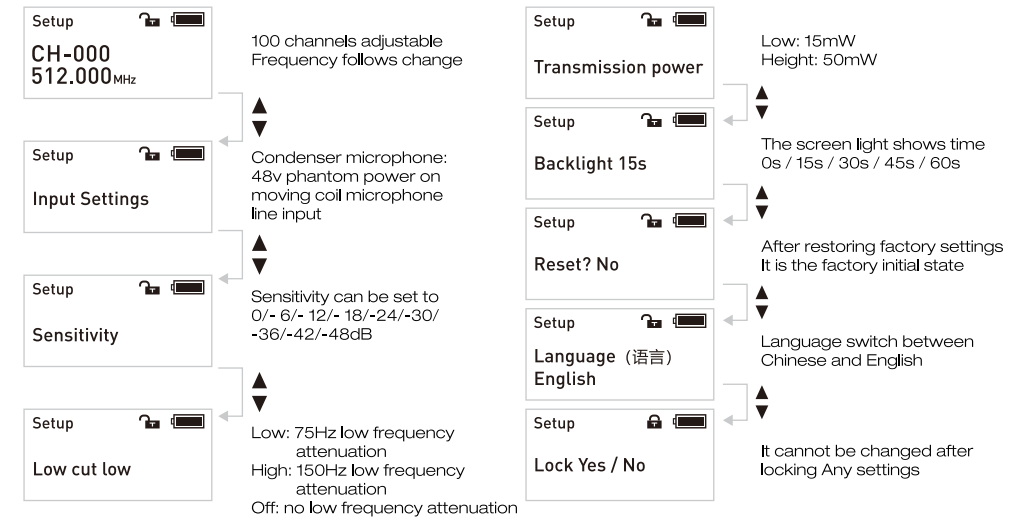 Setup
CH-000
512.000MHz
100 channels adjustable
Frequency follows change
Setup
Input Settings
Condenser microphone:
48v phantom power on
moving coil microphone
line input
Setup
Sensitivity
Sensitivity can be set to
0/- 6/- 12/- 18/-24/-30/
-36/-42/-48dB
Setup
Low cut low
Low: 75Hz low frequency
attenuation
High: 150Hz low frequency
attenuation
Off: no low frequency attenuation
Setup
Transmission power
Low: 15mW
Height: 50mW
Setup
Backlight 15s
The screen light shows time
0s / 15s / 30s / 45s / 60s
Setup
Reset? No
After restoring factory settings
It is the factory initial state
Setup
Language (语言)
English
Language switch between
Chinese and English
Setup
Lock Yes / No
It cannot be changed after
locking Any settings